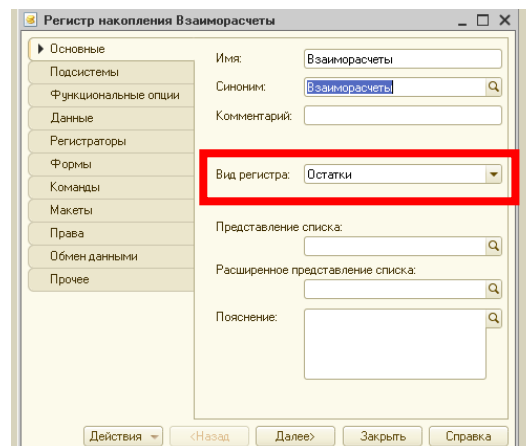 Регистр накопления Взаиморасчеты
Основные
Подсистемы
Функциональные опции
Данные
Регистраторы
Формы
Команды
Макеты
Права
Обмен данными
Прочее
Имя: Взаиморасчеты
Синоним: Взаиморасчеты
Комментарий:
Вид регистра: Остатки
Представление списка:
Расширенное представление списка:
Пояснение:
Действия <Назад Далее> Закрыть Справка